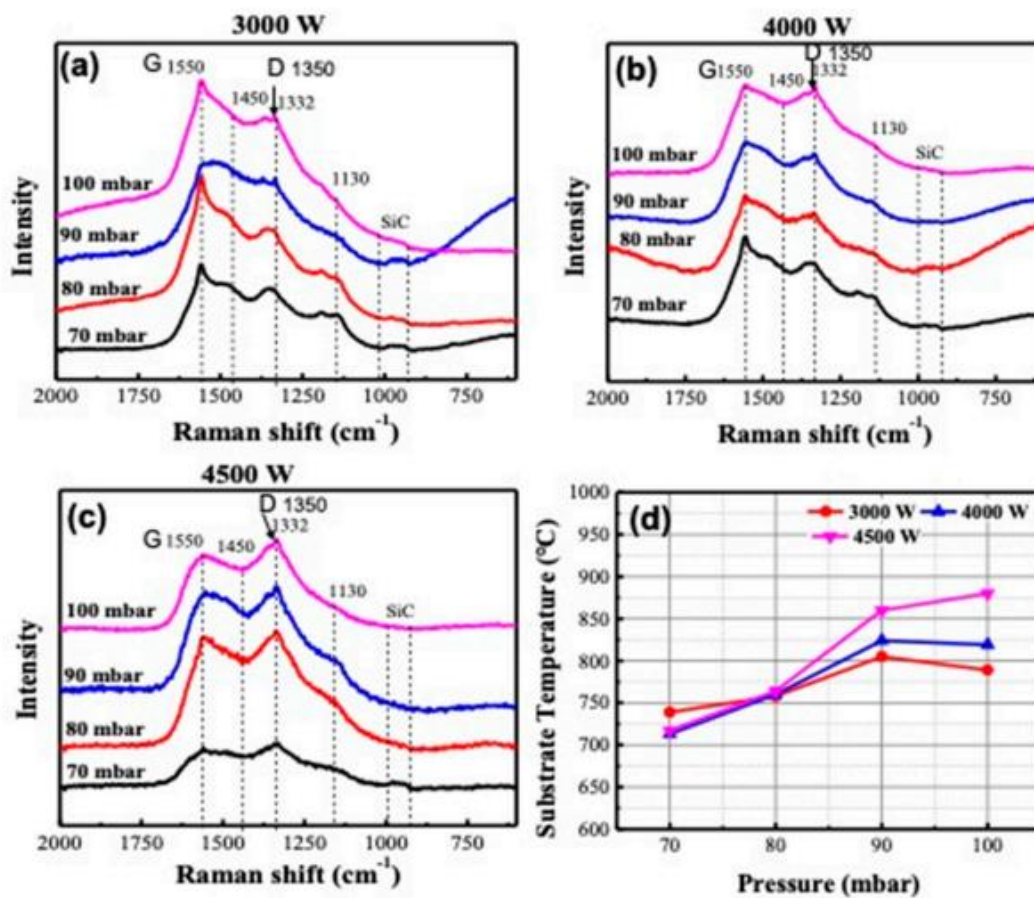 3000 W
(a)
G 1550
D 1350
1450
1332
1130
SiC
100 mbar
90 mbar
80 mbar
70 mbar
Intensity
2000 1750 1500 1250 1000 750
Raman shift (cm⁻¹)
4000 W
(b)
G1550
D 1350
1450
1332
1130
SiC
100 mbar
90 mbar
80 mbar
70 mbar
Intensity
2000 1750 1500 1250 1000 750
Raman shift (cm⁻¹)
4500 W
(c)
D 1350
G 1550
1450
1332
1130
SiC
100 mbar
90 mbar
80 mbar
70 mbar
Intensity
2000 1750 1500 1250 1000 750
Raman shift (cm⁻¹)
(d)
3000 W 4000 W
4500 W
1000
950
900
850
800
750
700
650
600
Substrate Temperature (°C)
70 80 90 100
Pressure (mbar)